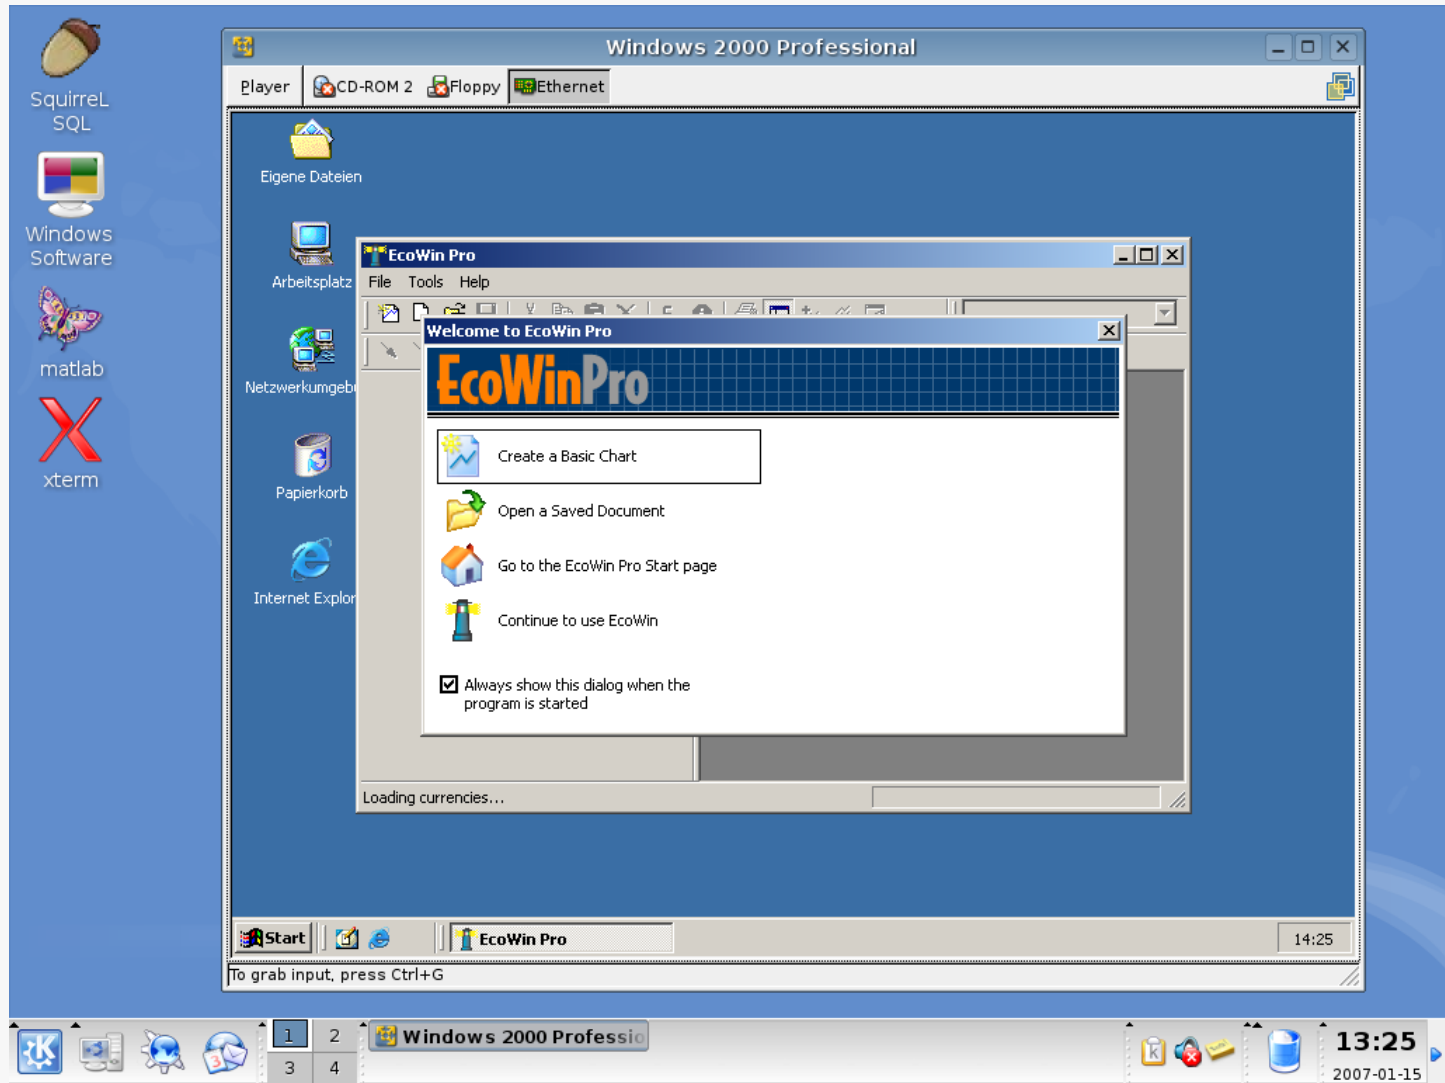 SquirreL
SQL
Windows
Software
matlab
xterm
Windows 2000 Professional
Player
CD-ROM 2
Floppy
Ethernet
Eigene Dateien
Arbeitsplatz
Netzwerkumgeb
Papierkorb
Internet Explor
EcoWin Pro
File Tools Help
Welcome to EcoWin Pro
EcoWinPro
Create a Basic Chart
Open a Saved Document
Go to the EcoWin Pro Start page
Continue to use EcoWin
Always show this dialog when the
program is started
Loading currencies...
Start
EcoWin Pro
14:25
To grab input, press Ctrl+G
1 2
3 4
Windows 2000 Professio
13:25
2007-01-15